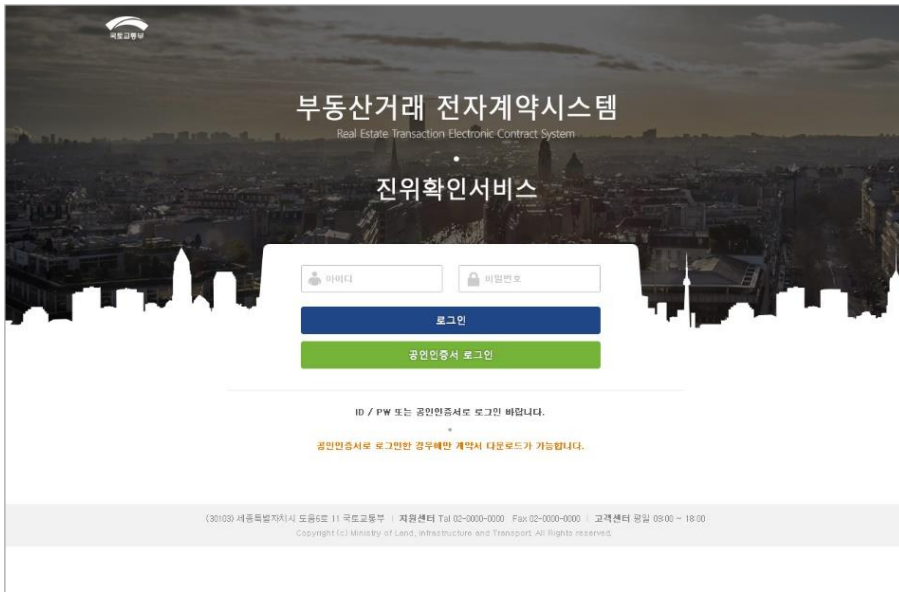 국토교통부
부동산거래 전자계약시스템
Real Estate Transaction Electronic Contract System
진위확인서비스
아이디 비밀번호
로그인
공인인증서 로그인
ID / PW 또는 공인인증서로 로그인 바랍니다.
공인인증서로 로그인한 경우에만 계약서 다운로드가 가능합니다.
(30103) 세종특별자치시 도움6로 11 국토교통부 | 지원센터 Tel 02-0000-0000 Fax 02-0000-0000 | 고객센터 평일 09:00 ~ 18:00
Copyright (c) Ministry of Land, Infrastructure and Transport. All Rights reserved.